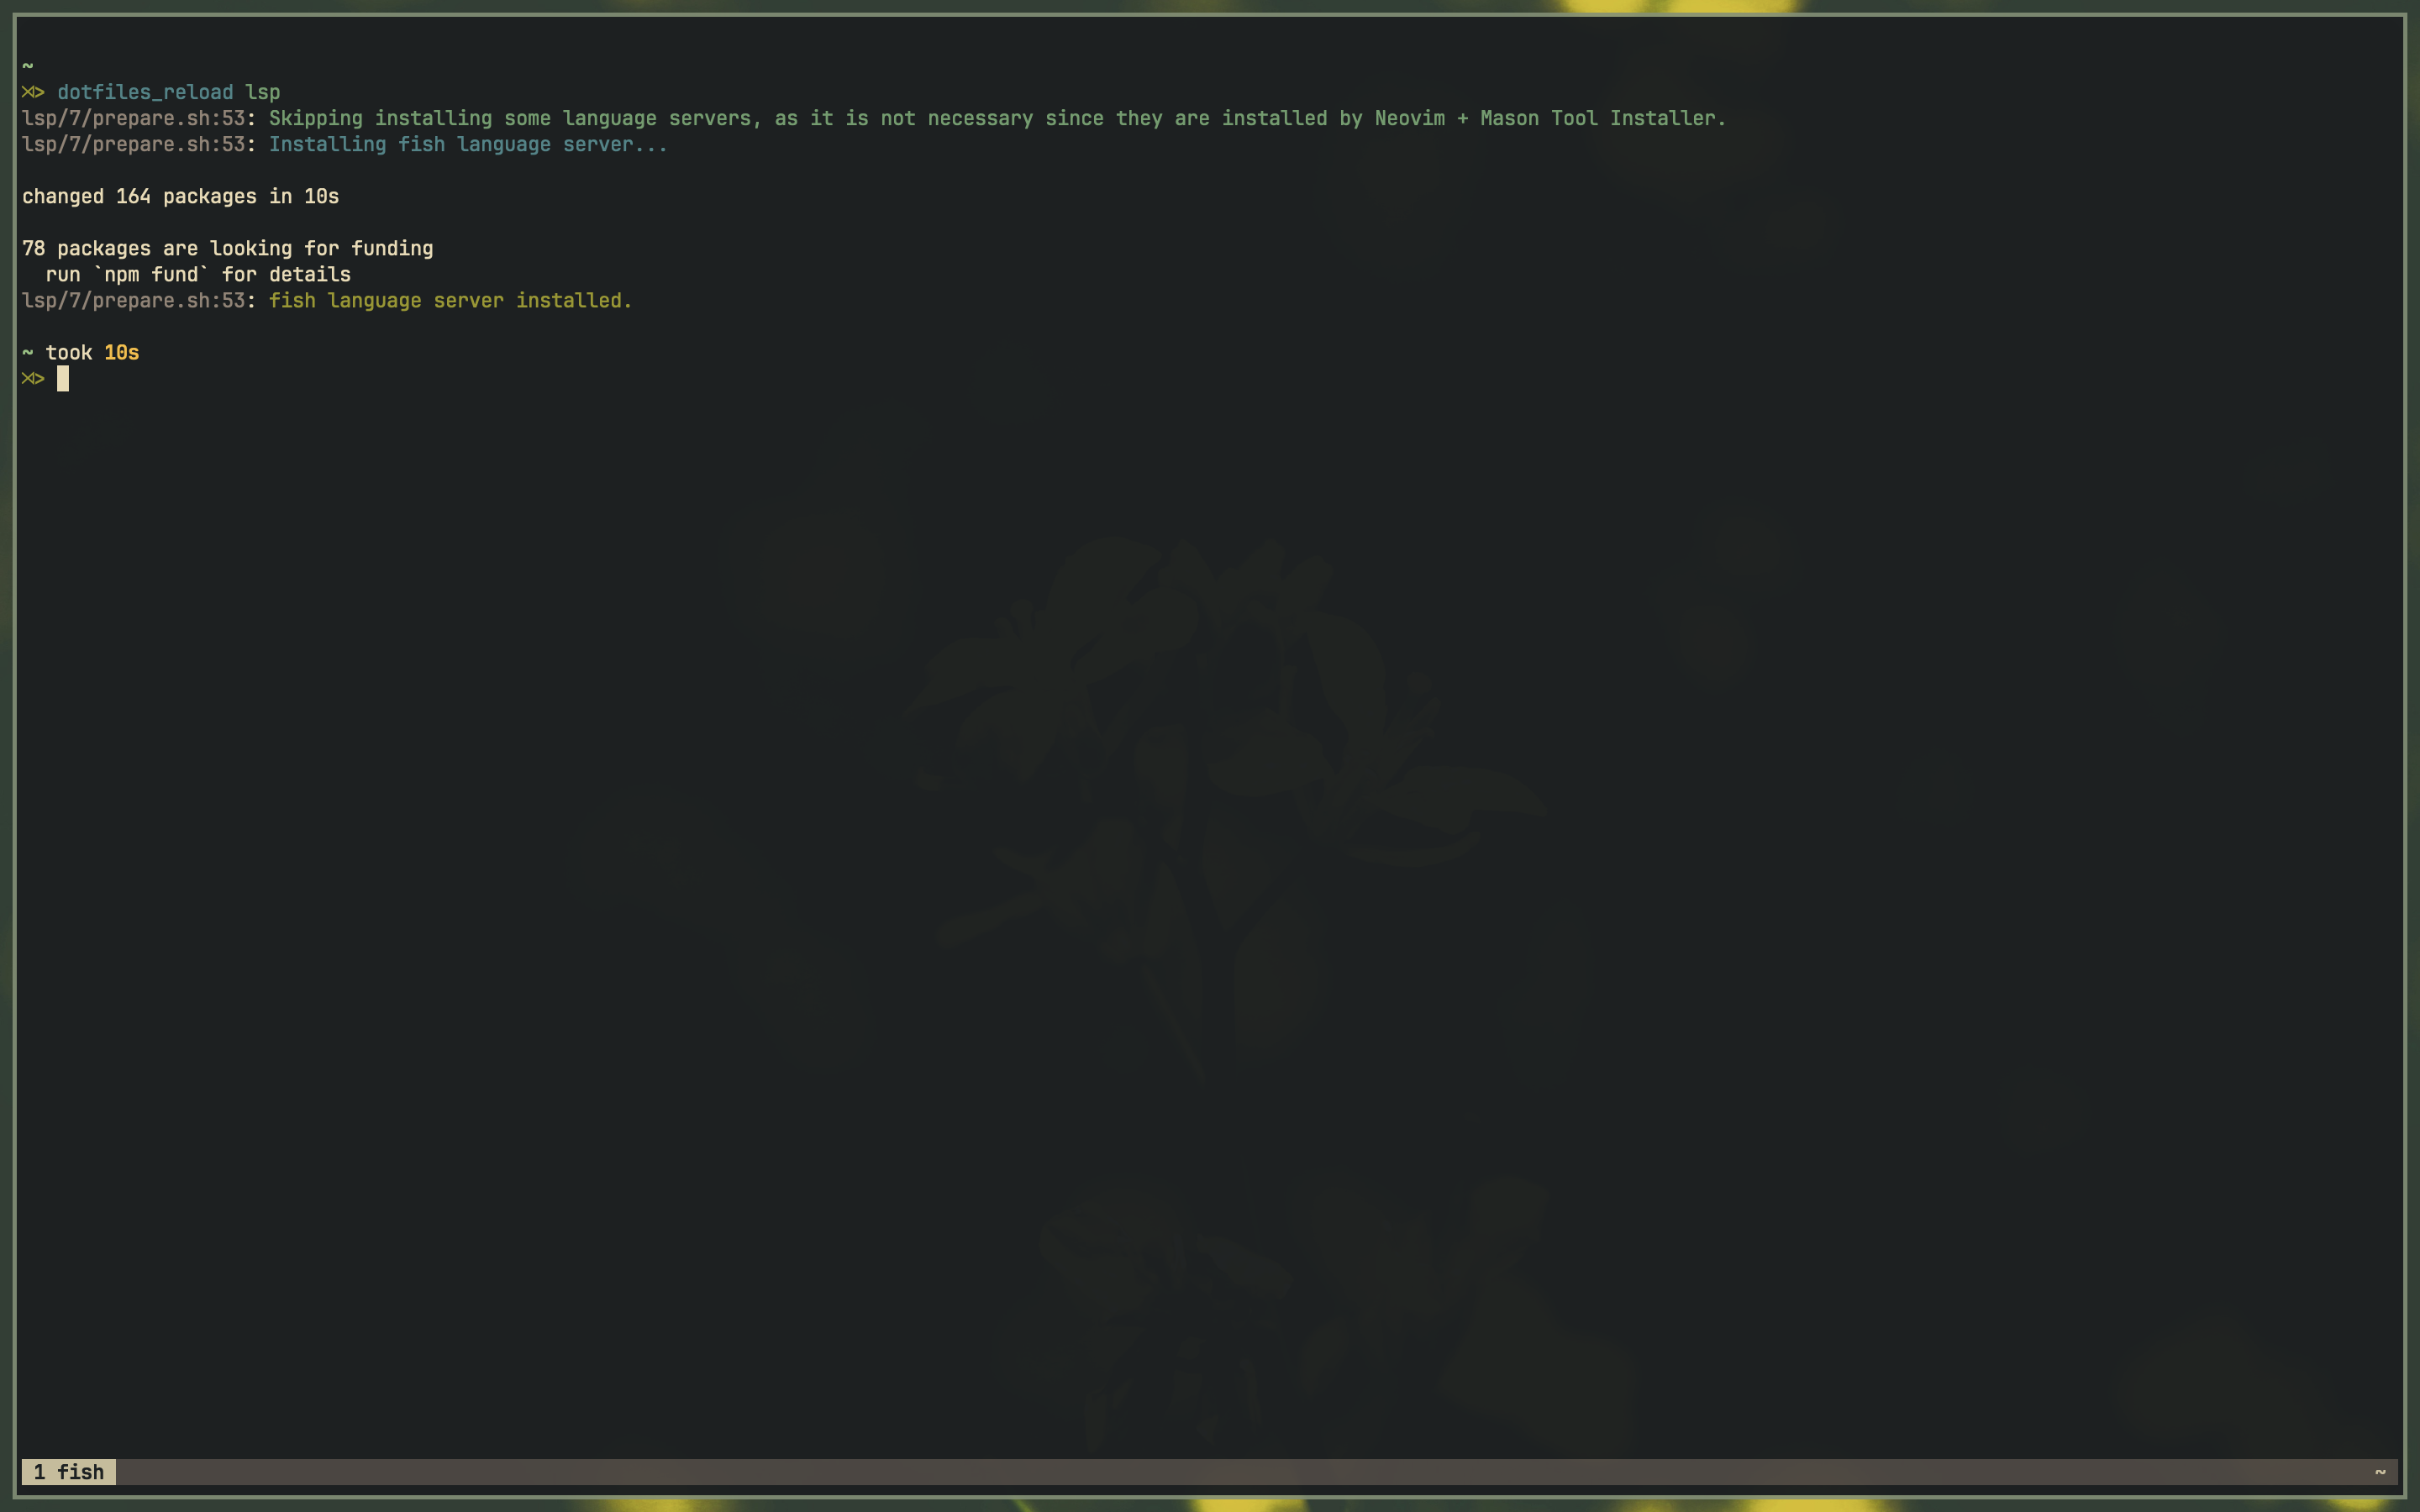 ~
⋊> dotfiles_reload lsp
lsp/7/prepare.sh:53: Skipping installing some language servers, as it is not necessary since they are installed by Neovim + Mason Tool Installer.
lsp/7/prepare.sh:53: Installing fish language server...
changed 164 packages in 10s
78 packages are looking for funding
  run `npm fund` for details
lsp/7/prepare.sh:53: fish language server installed.
~ took 10s
⋊>
1 fish ~